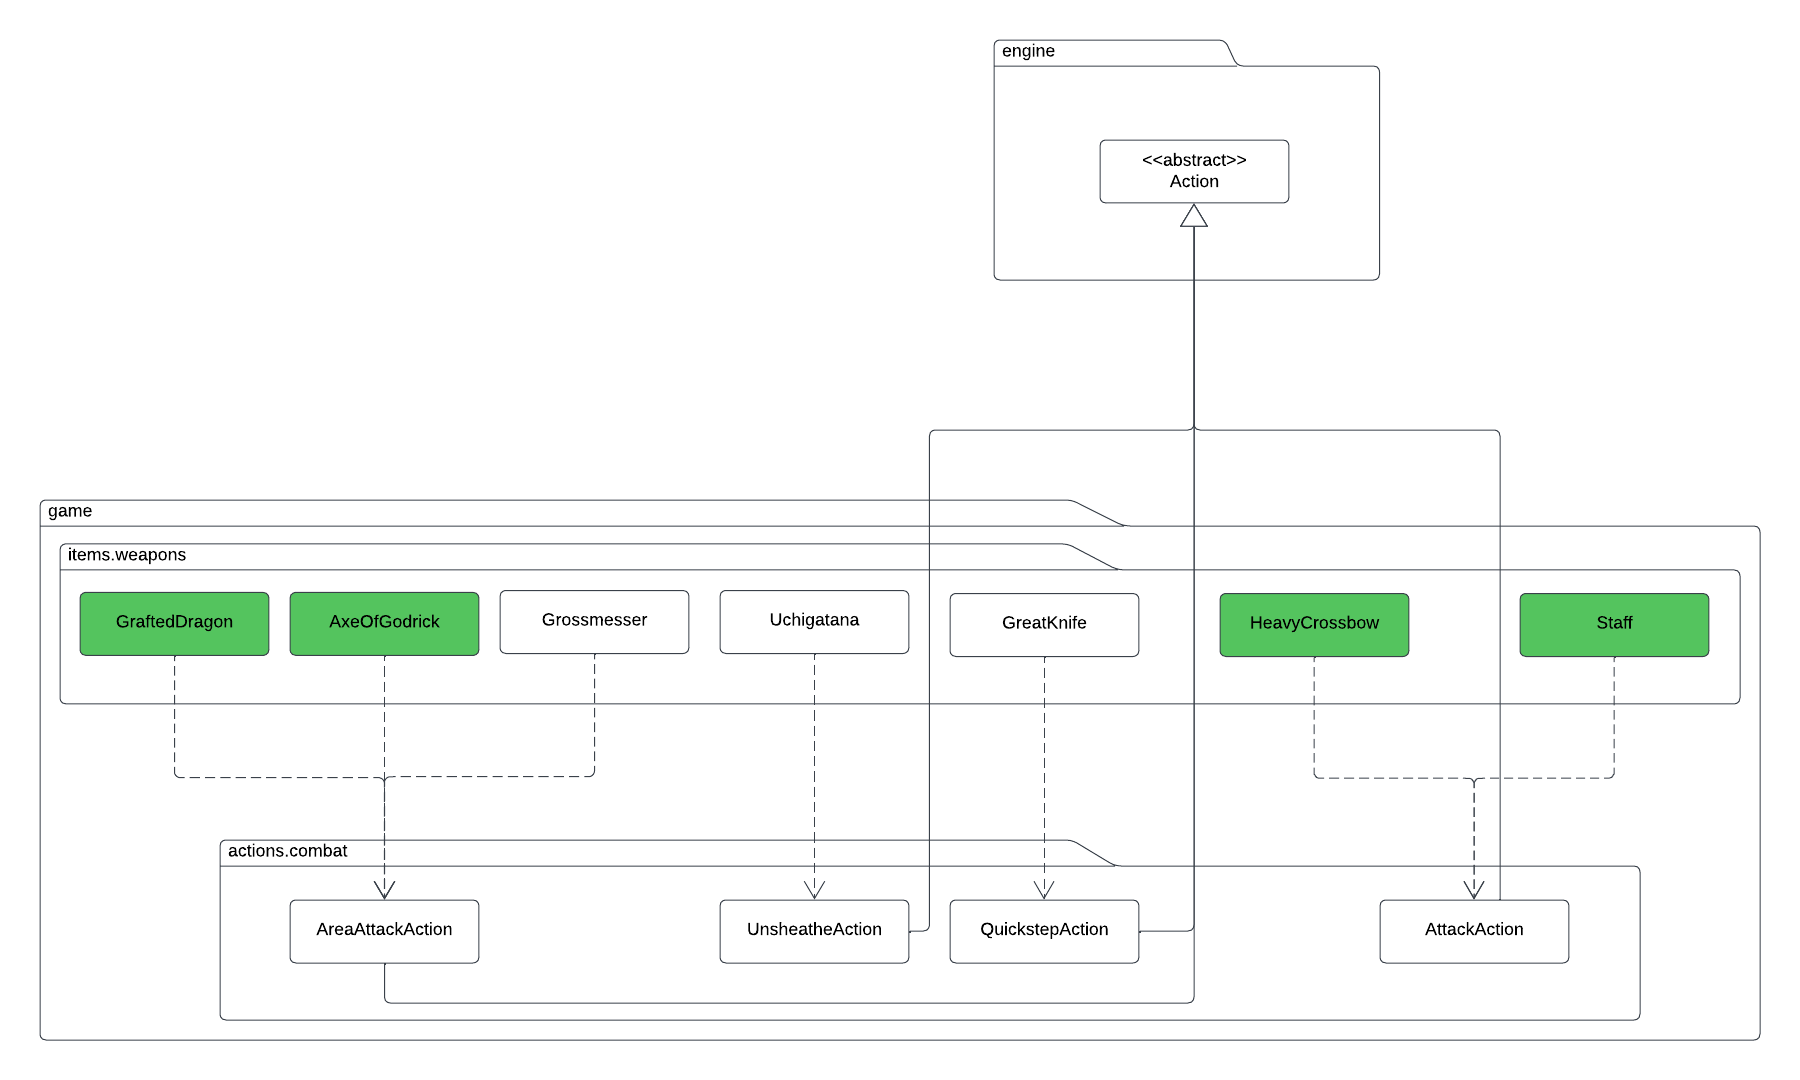 engine
<<abstract>>
Action
game
items.weapons
GraftedDragon
AxeOfGodrick
Grossmesser
Uchigatana
GreatKnife
HeavyCrossbow
Staff
actions.combat
AreaAttackAction
UnsheatheAction
QuickstepAction
AttackAction